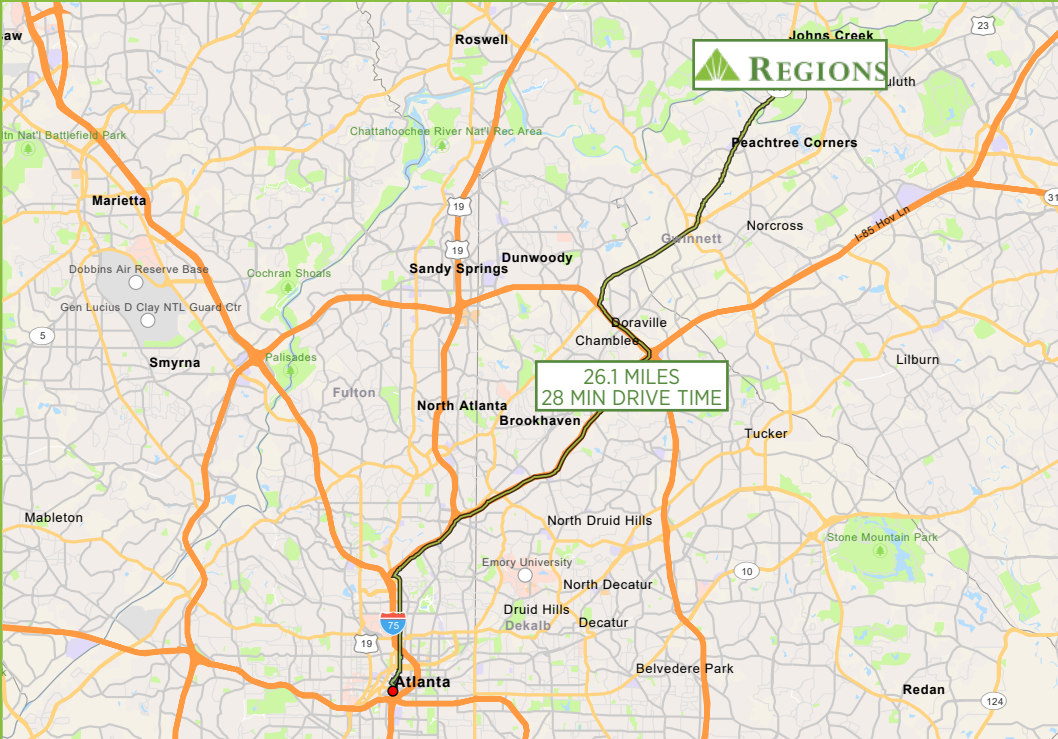 aw
Roswell
Johns Creek
23
REGIONS
uluth
ltn Nat'l Battlefield Park
Chattahoochee River Nat'l Rec Area
Peachtree Corners
Marietta
19
31
Norcross
I-85 Hov Ln
Gwinnett
19
Dunwoody
Sandy Springs
Dobbins Air Reserve Base
Cochran Shoals
Gen Lucius D Clay NTL Guard Ctr
Doraville
5
Chamblee
Smyrna
Palisades
Lilburn
26.1 MILES
28 MIN DRIVE TIME
Fulton
North Atlanta
Brookhaven
Tucker
Mableton
North Druid Hills
Stone Mountain Park
Emory University
10
North Decatur
Druid Hills
Dekalb
Decatur
75
19
Belvedere Park
Atlanta
Redan
124